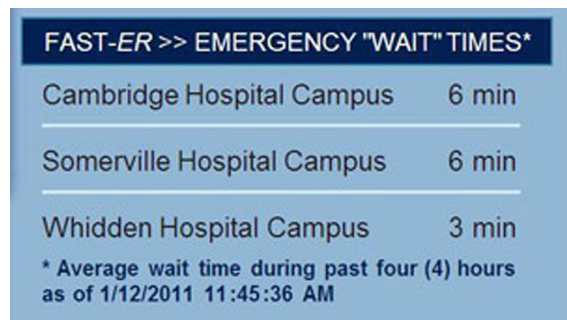 FAST-ER >> EMERGENCY "WAIT" TIMES*
Cambridge Hospital Campus 6 min
Somerville Hospital Campus 6 min
Whidden Hospital Campus 3 min
* Average wait time during past four (4) hours
as of 1/12/2011 11:45:36 AM